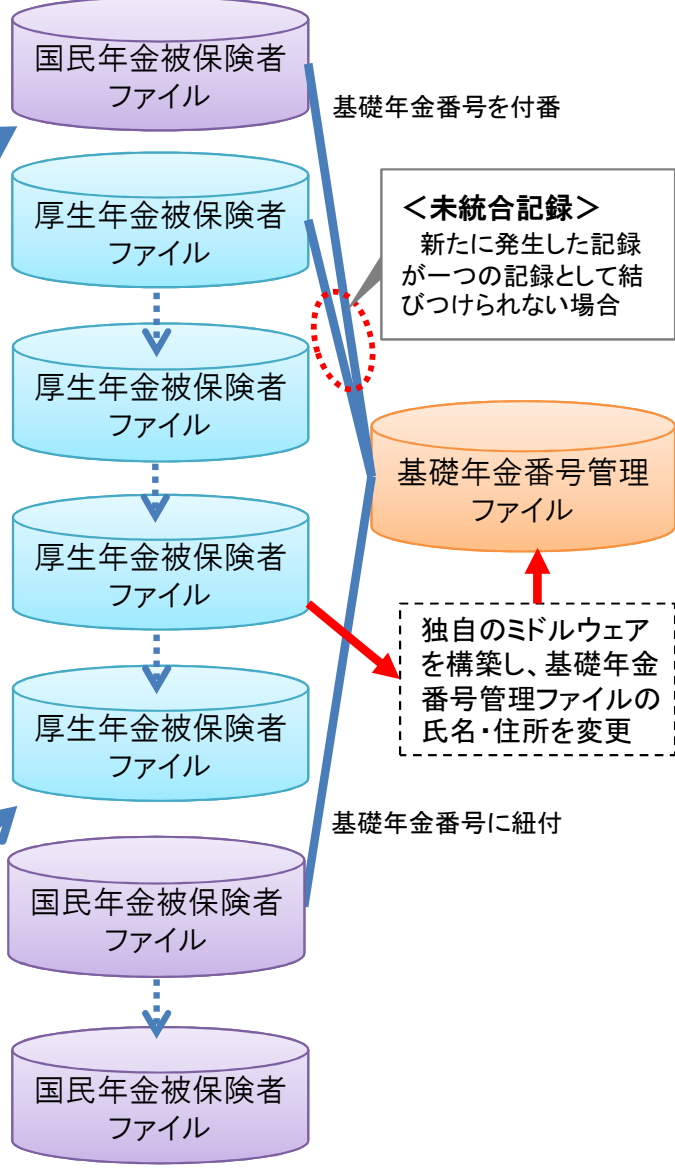 国民年金被保険者
ファイル
基礎年金番号を付番
厚生年金被保険者
ファイル
＜未統合記録＞
新たに発生した記録
が一つの記録として結
びつけられない場合
厚生年金被保険者
ファイル
基礎年金番号管理
ファイル
厚生年金被保険者
ファイル
独自のミドルウェア
を構築し、基礎年金
番号管理ファイルの
氏名・住所を変更
厚生年金被保険者
ファイル
基礎年金番号に紐付
国民年金被保険者
ファイル
国民年金被保険者
ファイル